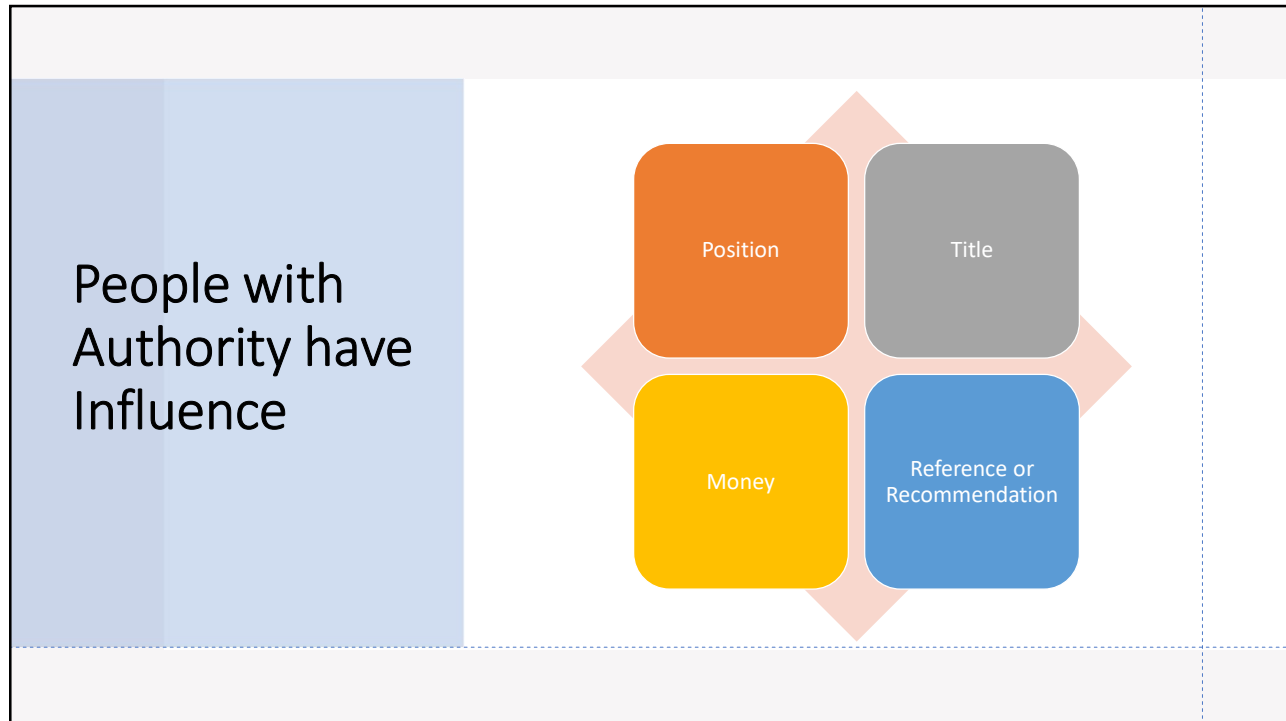 People with
Authority have
Influence
Position
Title
Money
Reference or
Recommendation